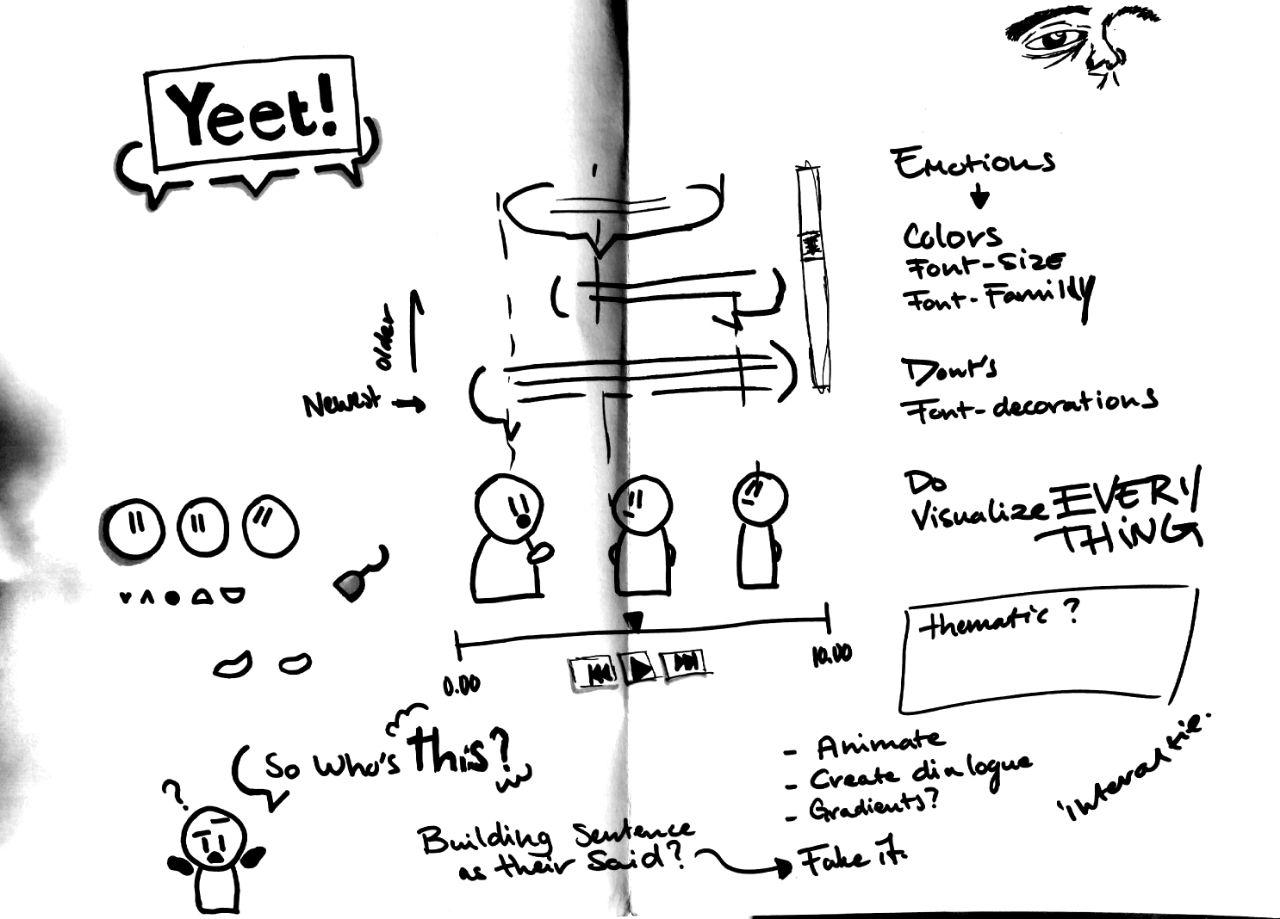 Yeet!
Older
Newest
0.00
10.00
So who's this?
?
Building Sentence
as their said?
Emotions
Colors
Font-Size
Font-Familly
Dont's
Font-decorations
Do
Visualize EVERY
THiNG
thematic ?
- Animate
- Create dialogue
- Gradients?
Fake it.